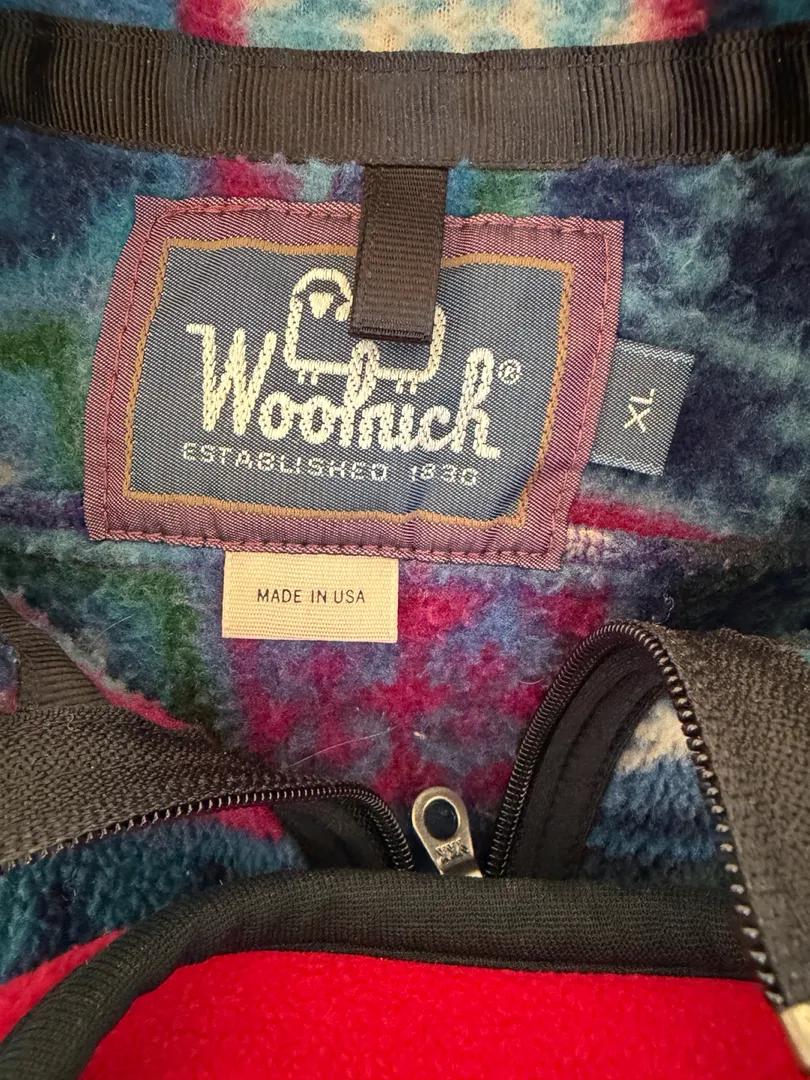 Woolrich®
ESTABLISHED 1830
XL
MADE IN USA